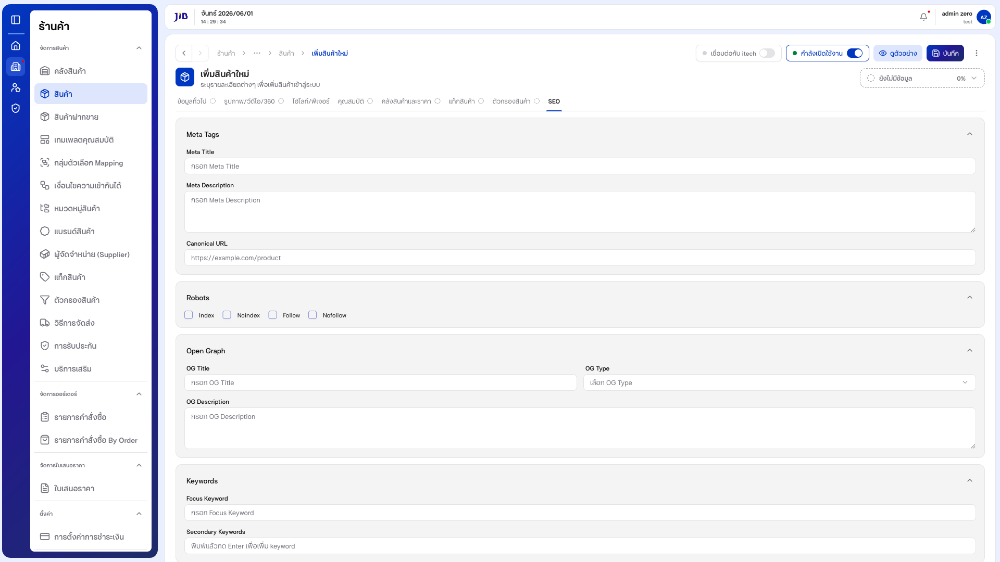 ร้านค้า
จัดการสินค้า
คลังสินค้า
สินค้า
สินค้าฝากขาย
เทมเพลตคุณสมบัติ
กลุ่มตัวเลือก Mapping
เงื่อนไขความเข้ากันได้
หมวดหมู่สินค้า
แบรนด์สินค้า
ผู้จัดจำหน่าย (Supplier)
แท็กสินค้า
ตัวกรองสินค้า
วิธีการจัดส่ง
การรับประกัน
บริการเสริม
จัดการออร์เดอร์
รายการคำสั่งซื้อ
รายการคำสั่งซื้อ By Order
จัดการใบเสนอราคา
ใบเสนอราคา
ตั้งค่า
การตั้งค่าการชำระเงิน
JIB
จันทร์ 2026/06/01
14 : 29 : 34
admin zero
test
AZ
ร้านค้า
สินค้า
เพิ่มสินค้าใหม่
เชื่อมต่อกับ itech
กำลังเปิดใช้งาน
ดูตัวอย่าง
บันทึก
เพิ่มสินค้าใหม่
ระบุรายละเอียดต่างๆ เพื่อเพิ่มสินค้าเข้าสู่ระบบ
ยังไม่มีข้อมูล 0%
ข้อมูลทั่วไป
รูปภาพ/วีดีโอ/360
ไฮไลท์/ฟีเจอร์
คุณสมบัติ
คลังสินค้าและราคา
แท็กสินค้า
ตัวกรองสินค้า
SEO
Meta Tags
Meta Title
กรอก Meta Title
Meta Description
กรอก Meta Description
Canonical URL
https://example.com/product
Robots
Index
Noindex
Follow
Nofollow
Open Graph
OG Title
กรอก OG Title
OG Type
เลือก OG Type
OG Description
กรอก OG Description
Keywords
Focus Keyword
กรอก Focus Keyword
Secondary Keywords
พิมพ์แล้วกด Enter เพื่อเพิ่ม keyword